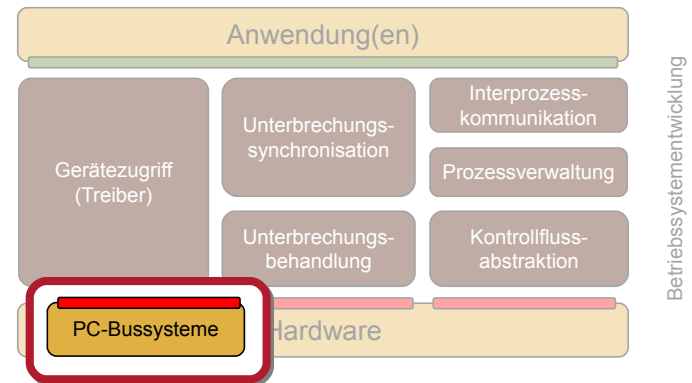 Anwendung(en)
Gerätezugriff
(Treiber)
Unterbrechungs-
synchronisation
Interprozess-
kommunikation
Prozessverwaltung
Unterbrechungs-
behandlung
Kontrollfluss-
abstraktion
PC-Bussysteme
Hardware
Betriebssystementwicklung